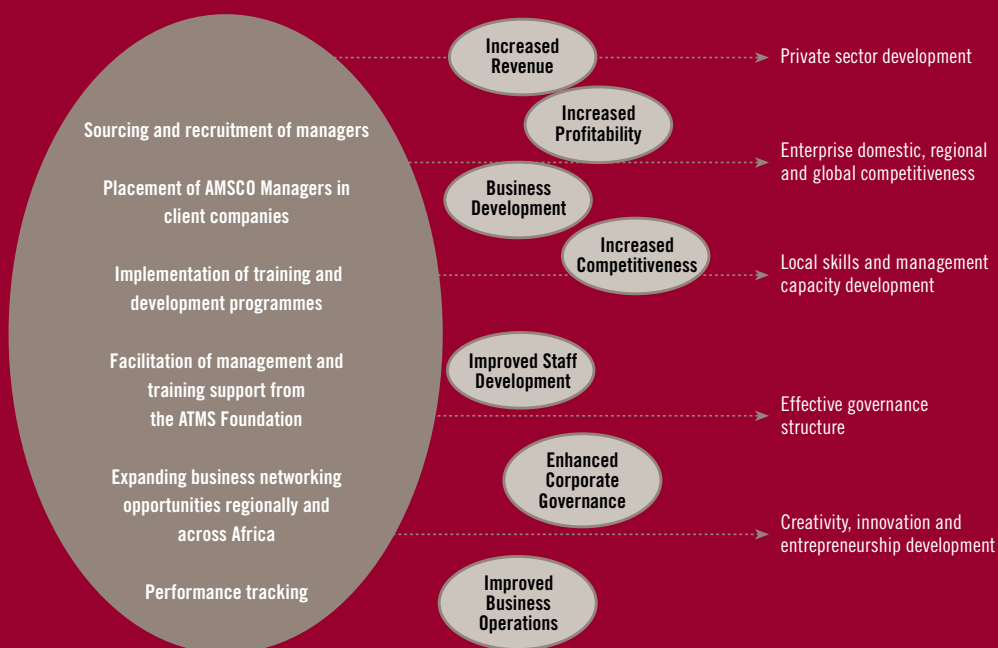 Sourcing and recruitment of managers
Placement of AMSCO Managers in
client companies
Implementation of training and
development programmes
Facilitation of management and
training support from
the ATMS Foundation
Expanding business networking
opportunities regionally and
across Africa
Performance tracking
Increased
Revenue
Increased
Profitability
Business
Development
Increased
Competitiveness
Improved Staff
Development
Enhanced
Corporate
Governance
Improved
Business
Operations
Private sector development
Enterprise domestic, regional
and global competitiveness
Local skills and management
capacity development
Effective governance
structure
Creativity, innovation and
entrepreneurship development